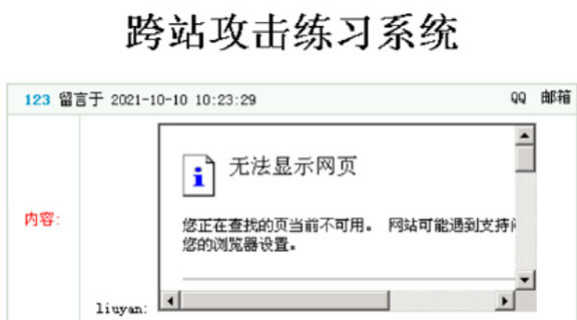 跨站攻击练习系统
123 留言于 2021-10-10 10:23:29 QQ 邮箱
无法显示网页
内容:
您正在查找的页当前不可用。 网站可能遇到支持
您的浏览器设置。
liuyan: